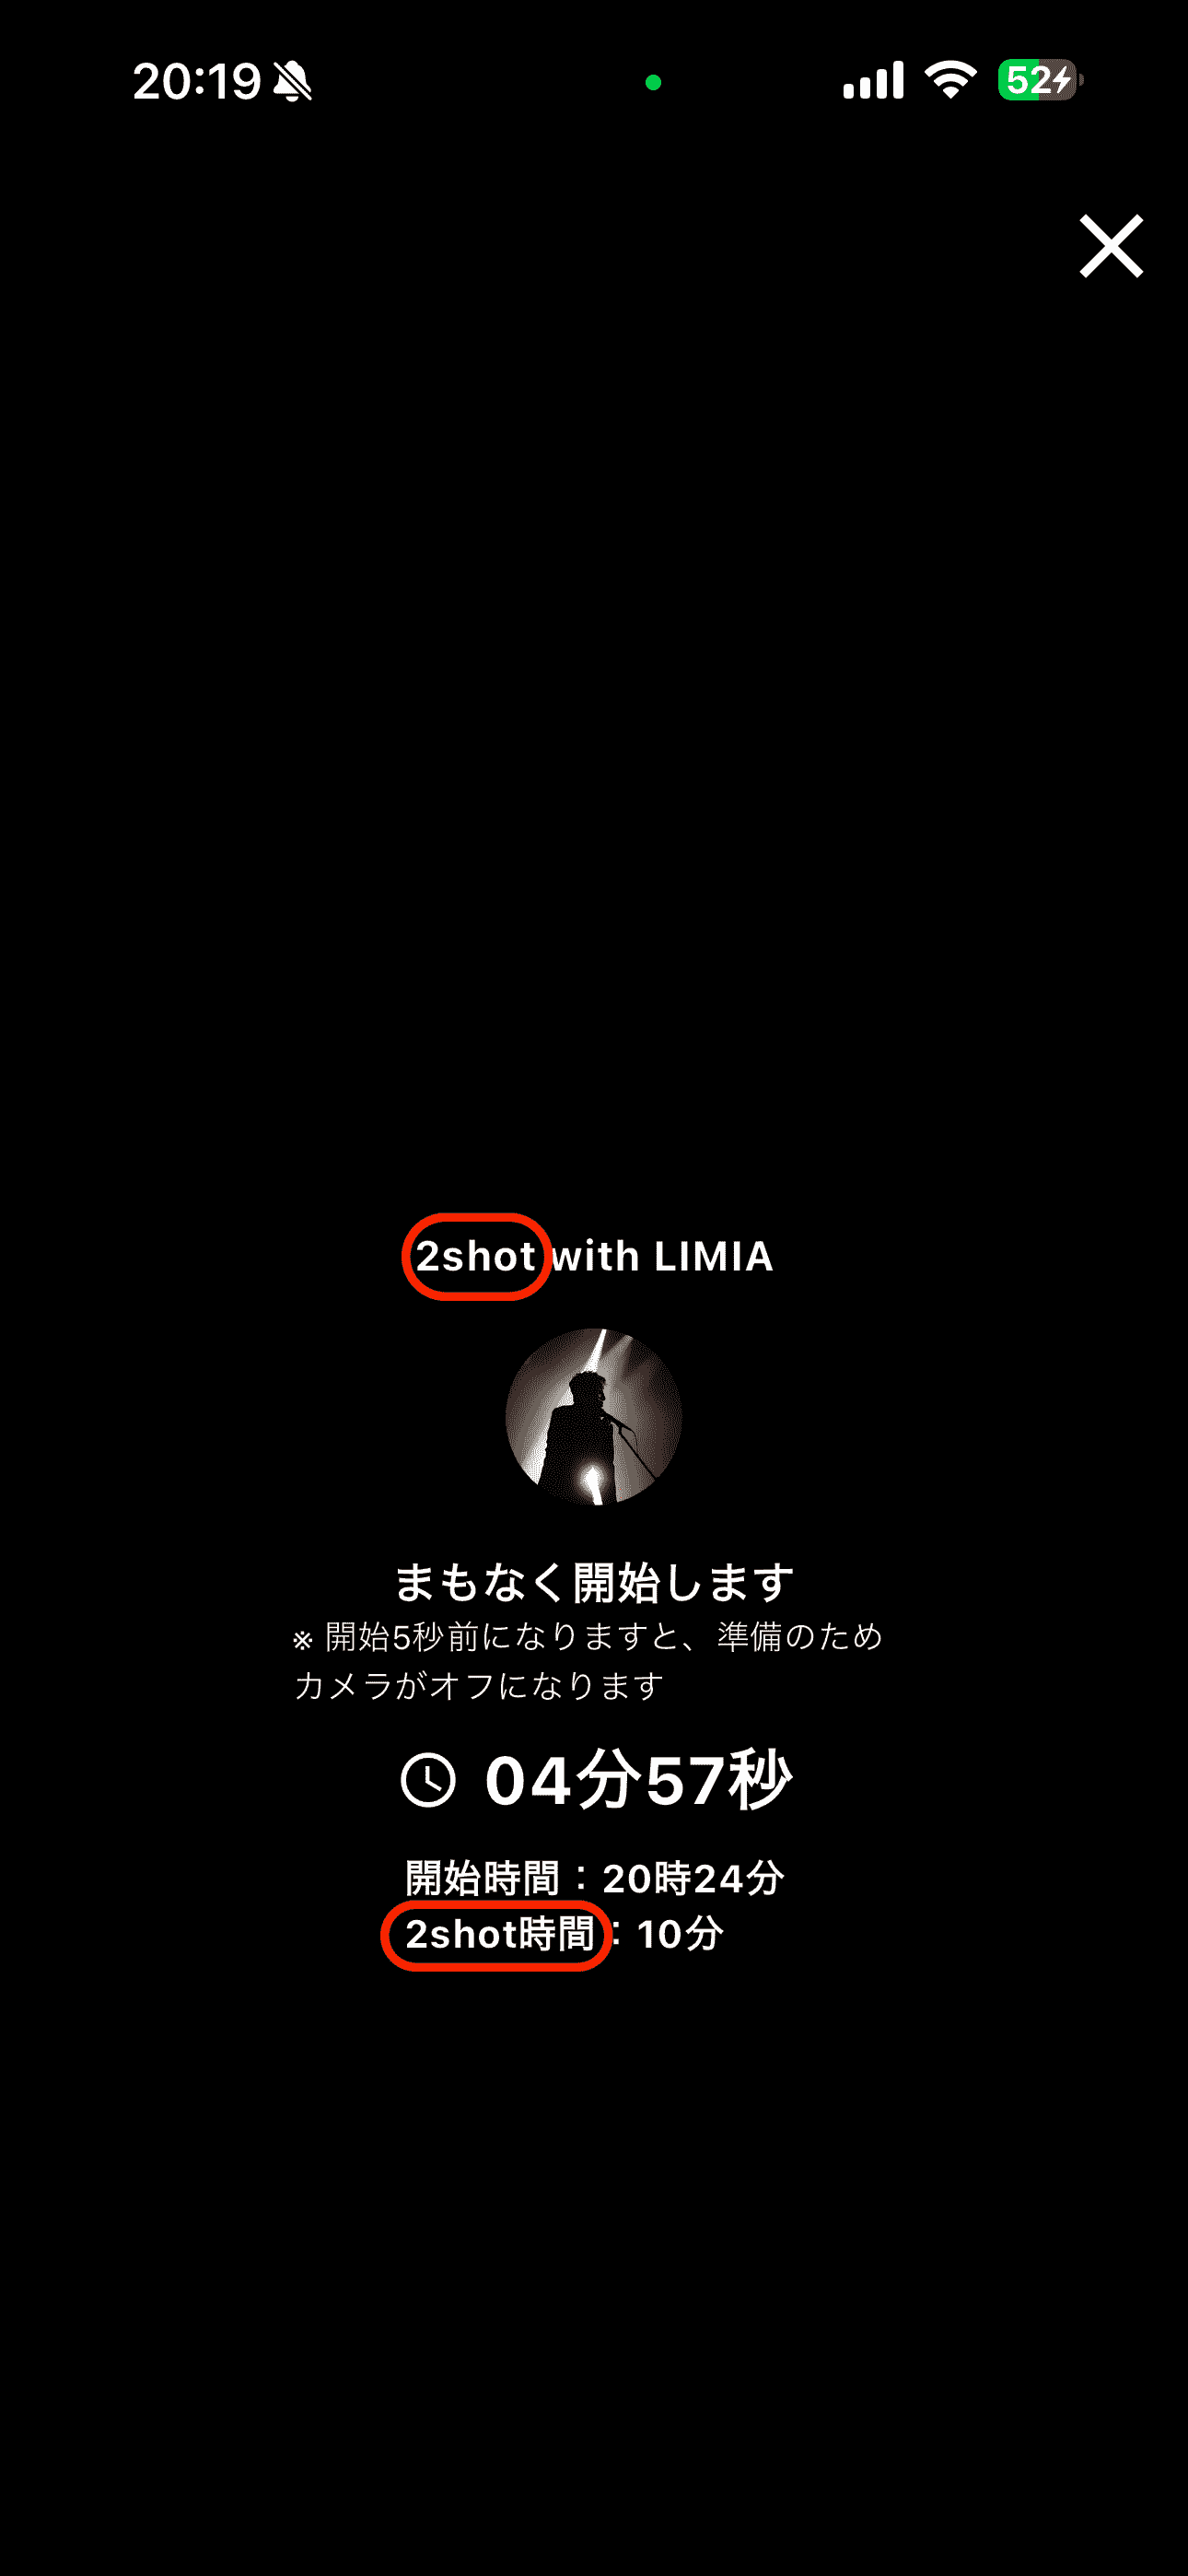 20:19
52
2shot with LIMIA
まもなく開始します
※ 開始5秒前になりますと、準備のため
カメラがオフになります
04分57秒
開始時間：20時24分
2shot時間：10分